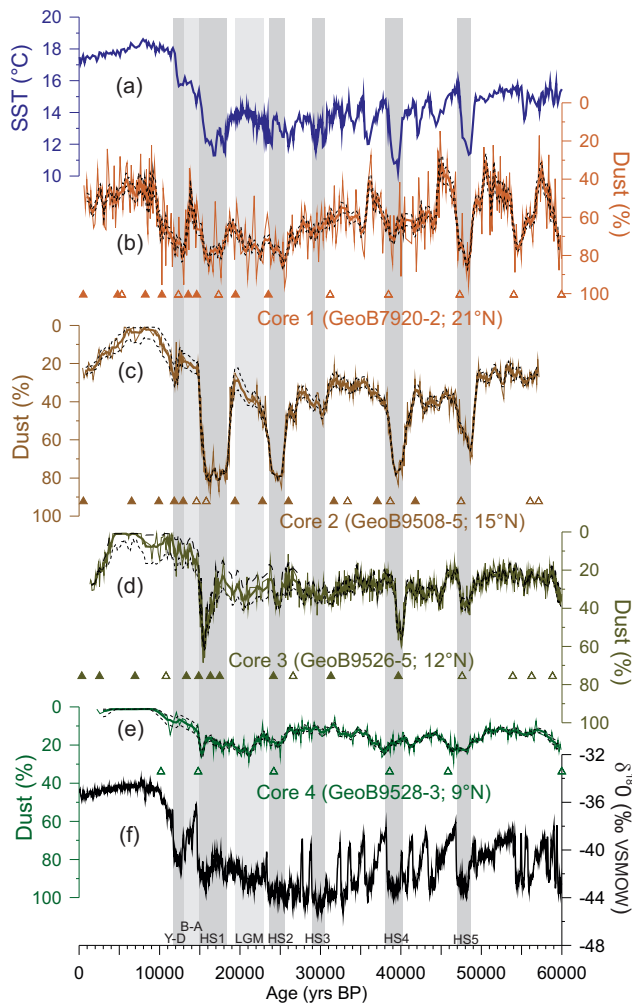 20
18
16
14
12
10
SST (°C)
(a)
0
20
40
60
80
100
Dust (%)
(b)
Core 1 (GeoB7920-2; 21°N)
0
20
40
60
80
100
Dust (%)
(c)
Core 2 (GeoB9508-5; 15°N)
0
20
40
60
80
100
Dust (%)
(d)
Core 3 (GeoB9526-5; 12°N)
0
20
40
60
80
100
Dust (%)
(e)
Core 4 (GeoB9528-3; 9°N)
-32
-36
-40
-44
-48
δ¹⁸O (‰ VSMOW)
(f)
Y-D
B-A
HS1
LGM
HS2
HS3
HS4
HS5
0 10000 20000 30000 40000 50000 60000
Age (yrs BP)